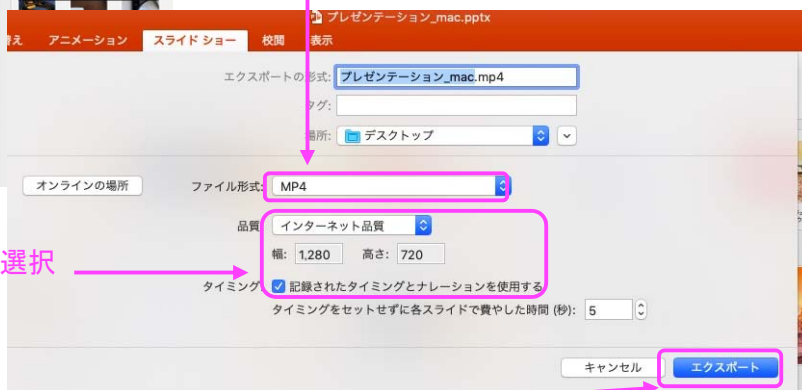 プレゼンテーション_mac.pptx
替え アニメーション スライド ショー 校閲 表示
エクスポートの形式: プレゼンテーション_mac.mp4
タグ:
場所: デスクトップ
オンラインの場所 ファイル形式: MP4
品質 インターネット品質
幅: 1,280 高さ: 720
選択
タイミング: 記録されたタイミングとナレーションを使用する
タイミングをセットせずに各スライドで費やした時間 (秒): 5
キャンセル エクスポート